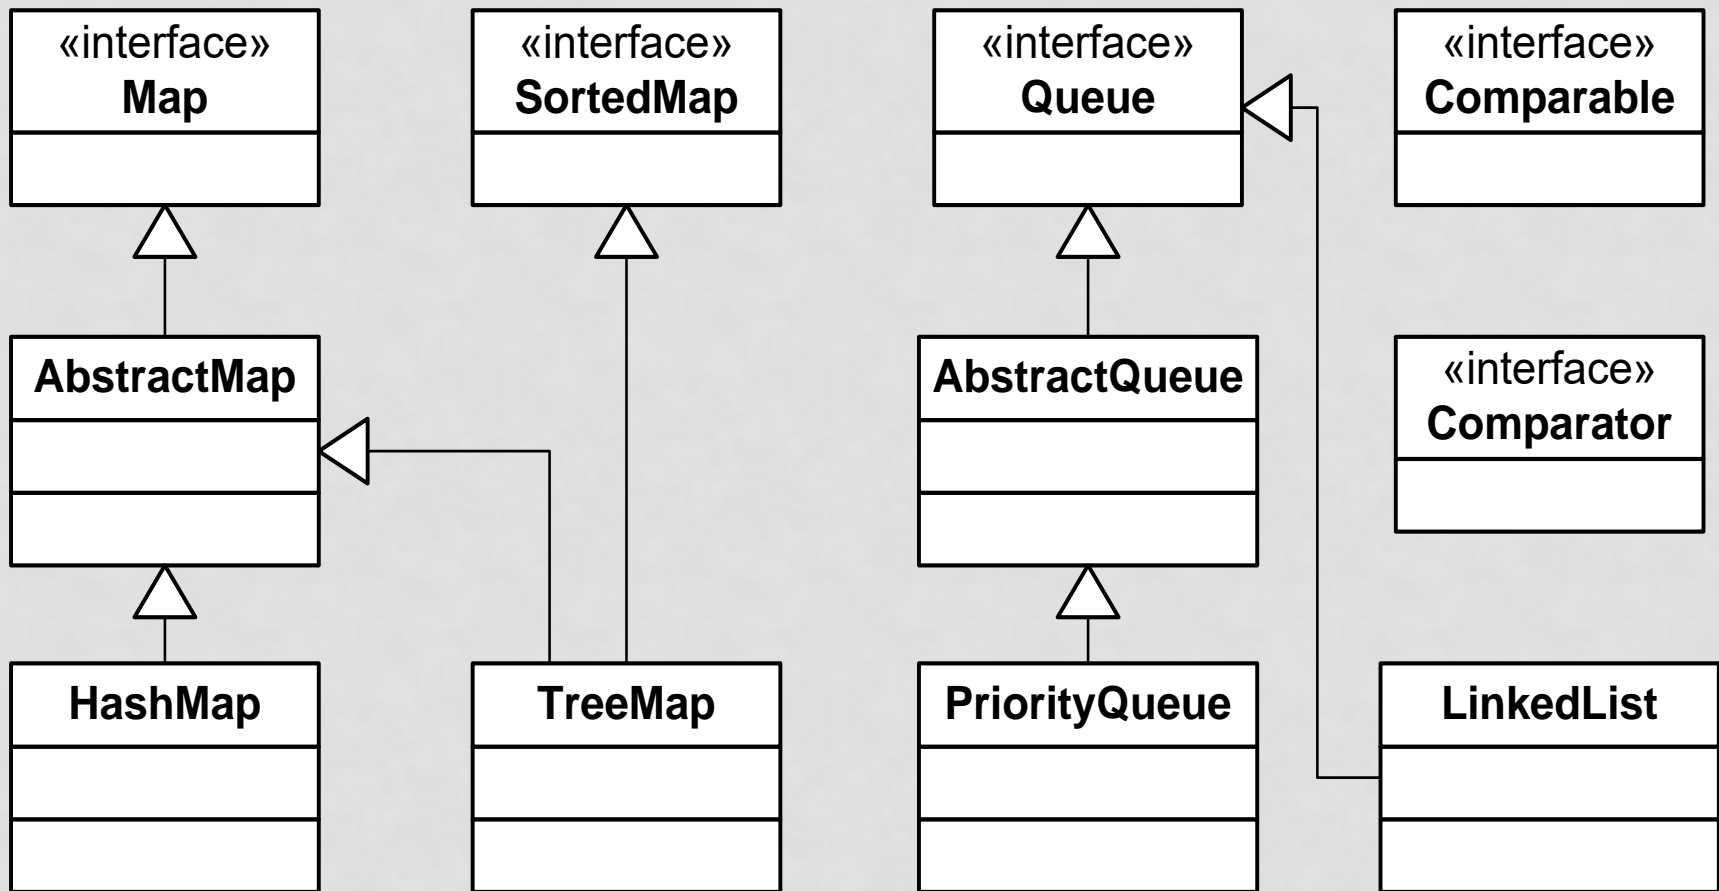 «interface»
Map
«interface»
SortedMap
«interface»
Queue
«interface»
Comparable
AbstractMap
AbstractQueue
«interface»
Comparator
HashMap
TreeMap
PriorityQueue
LinkedList